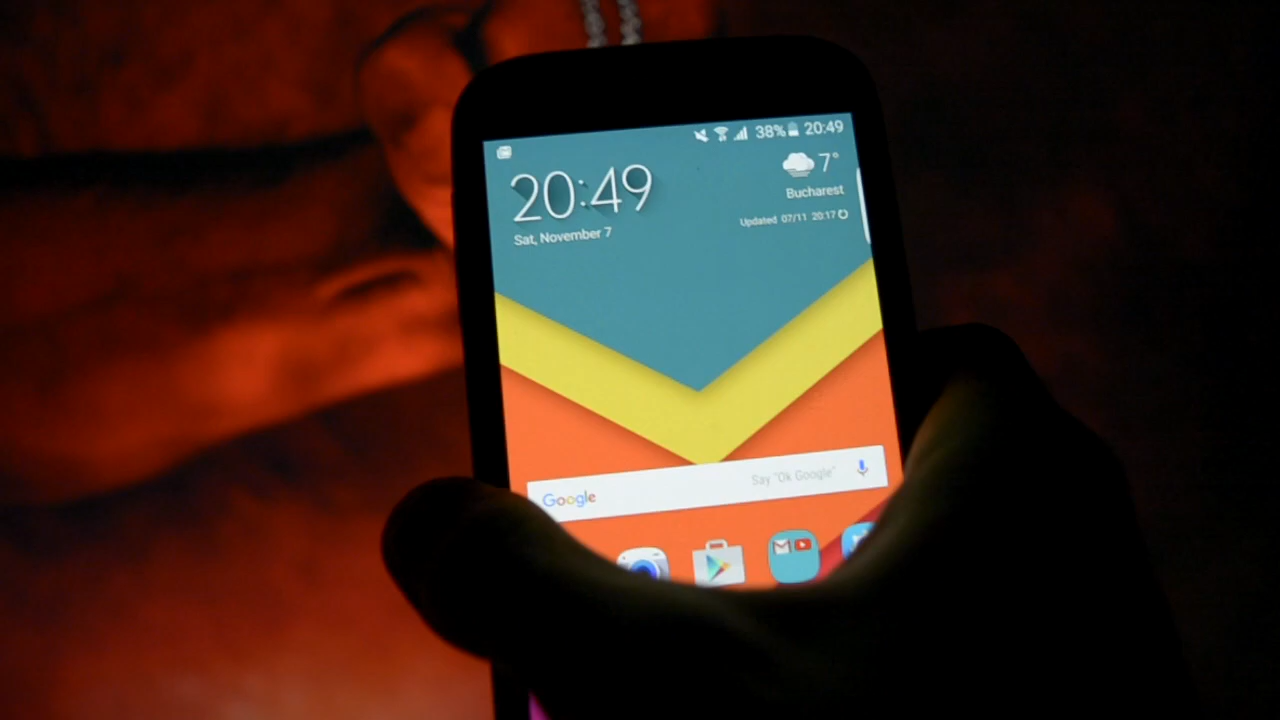 38% 20:49
20:49
7°
Bucharest
Sat, November 7
Updated 07/11 20:17
Google
Say "Ok Google"